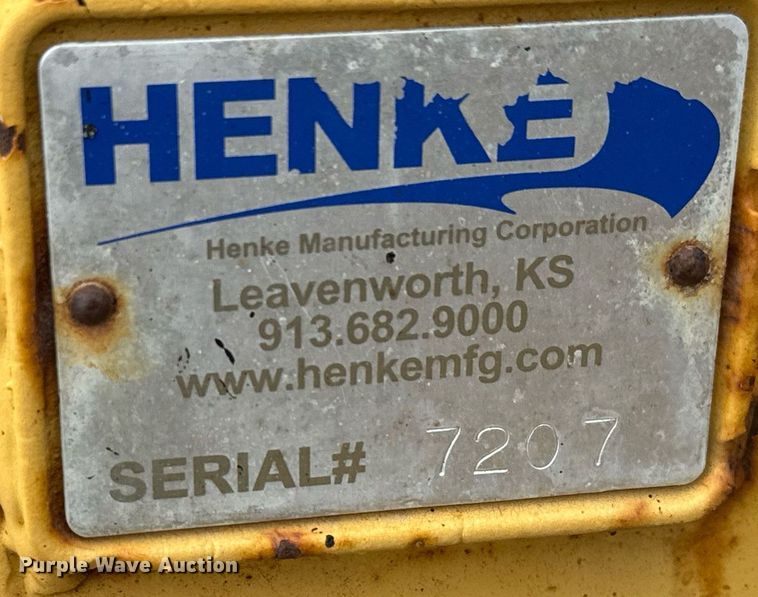 HENKE
Henke Manufacturing Corporation
Leavenworth, KS
913.682.9000
www.henkemfg.com
SERIAL# 7207
Purple Wave Auction